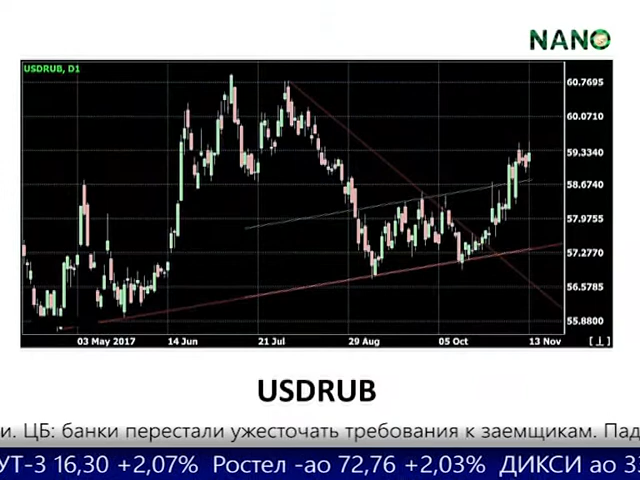 NANO
USDRUB, D1
60.7695
60.0710
59.3340
58.6740
57.9755
57.2770
56.5785
55.8800
03 May 2017 14 Jun 21 Jul 29 Aug 05 Oct 13 Nov
USDRUB
и. ЦБ: банки перестали ужесточать требования к заемщикам. Пад
УТ-3 16,30 +2,07% Ростел -ао 72,76 +2,03% ДИКСИ ао 33